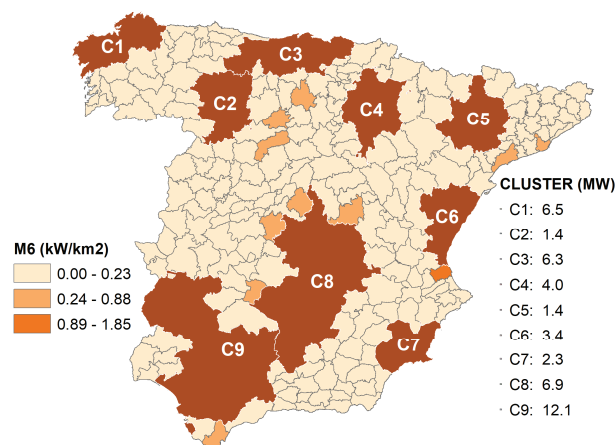 C1
C3
C2
C4
C5
C6
C8
C7
C9
M6 (kW/km2)
0.00 - 0.23
0.24 - 0.88
0.89 - 1.85
CLUSTER (MW)
· C1: 6.5
· C2: 1.4
· C3: 6.3
· C4: 4.0
· C5: 1.4
· C6: 3.4
· C7: 2.3
· C8: 6.9
· C9: 12.1